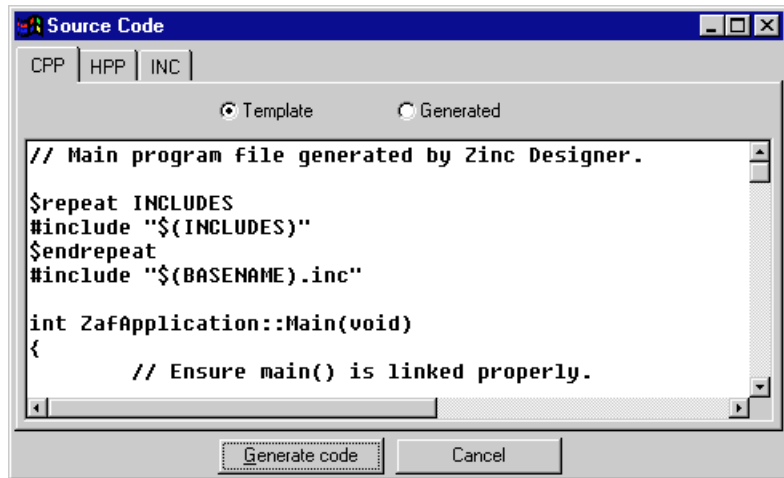 Source Code
CPP HPP INC
Template Generated
// Main program file generated by Zinc Designer.
$repeat INCLUDES
#include "$(INCLUDES)"
$endrepeat
#include "$(BASENAME).inc"
int ZafApplication::Main(void)
{
// Ensure main() is linked properly.
Generate code Cancel